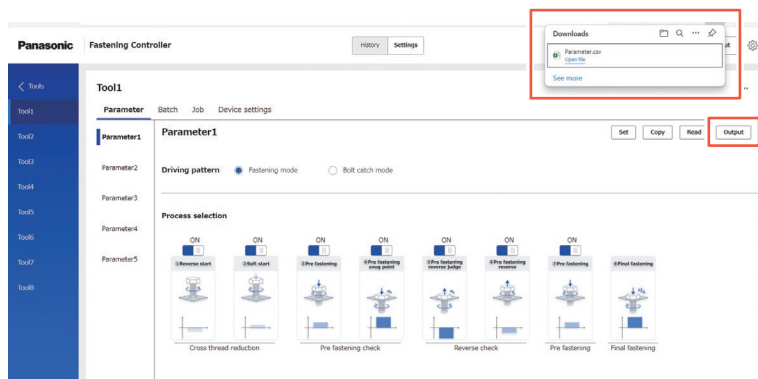 Panasonic
Fastening Controller
History Settings
Downloads
Parameter.csv
Open file
See more
Tools
Tool1
Tool2
Tool3
Tool4
Tool5
Tool6
Tool7
Tool8
Tool1
Parameter Batch Job Device settings
Parameter1
Parameter2
Parameter3
Parameter4
Parameter5
Parameter1
Set Copy Read Output
Driving pattern Fastening mode Bolt catch mode
Process selection
ON ON ON ON ON ON ON
①Reverse start
②Soft start
③Pre fastening
④Pre fastening
snug point
⑤Pre fastening
reverse judge
⑥Pre fastening
reverse
⑦Pre fastening
⑧Final fastening
Cross thread reduction
Pre fastening check
Reverse check
Pre fastening
Final fastening